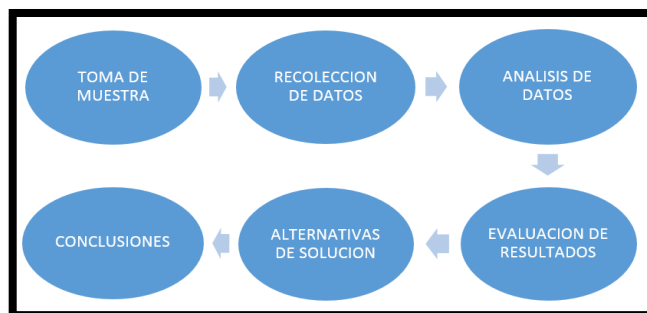 TOMA DE
MUESTRA
RECOLECCION
DE DATOS
ANALISIS DE
DATOS
EVALUACION DE
RESULTADOS
ALTERNATIVAS
DE SOLUCION
CONCLUSIONES